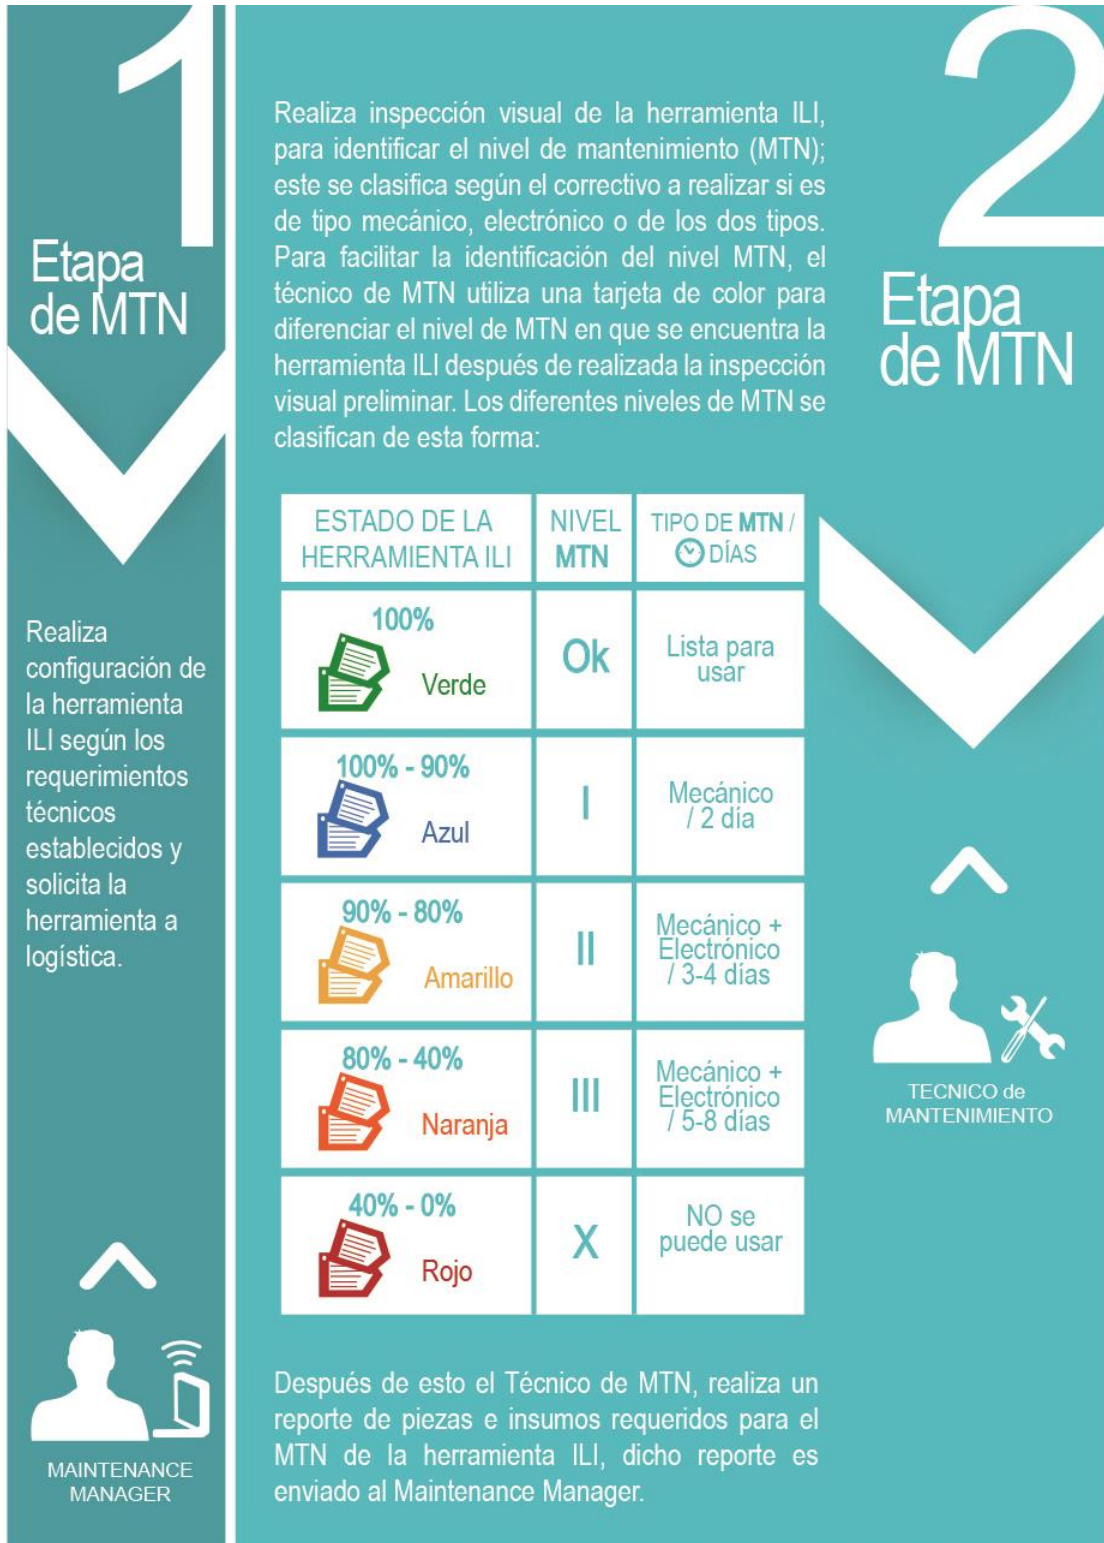 1
Etapa
de MTN
Realiza
configuración de
la herramienta
ILI según los
requerimientos
técnicos
establecidos y
solicita la
herramienta a
logística.
MAINTENANCE
MANAGER
2
Etapa
de MTN
Realiza inspección visual de la herramienta ILI,
para identificar el nivel de mantenimiento (MTN);
este se clasifica según el correctivo a realizar si es
de tipo mecánico, electrónico o de los dos tipos.
Para facilitar la identificación del nivel MTN, el
técnico de MTN utiliza una tarjeta de color para
diferenciar el nivel de MTN en que se encuentra la
herramienta ILI después de realizada la inspección
visual preliminar. Los diferentes niveles de MTN se
clasifican de esta forma:
ESTADO DE LA
HERRAMIENTA ILI
NIVEL
MTN
TIPO DE MTN /
DÍAS
100%
Verde
Ok
Lista para
usar
100% - 90%
Azul
I
Mecánico
/ 2 día
90% - 80%
Amarillo
II
Mecánico +
Electrónico
/ 3-4 días
80% - 40%
Naranja
III
Mecánico +
Electrónico
/ 5-8 días
40% - 0%
Rojo
X
NO se
puede usar
Después de esto el Técnico de MTN, realiza un
reporte de piezas e insumos requeridos para el
MTN de la herramienta ILI, dicho reporte es
enviado al Maintenance Manager.
TECNICO de
MANTENIMIENTO